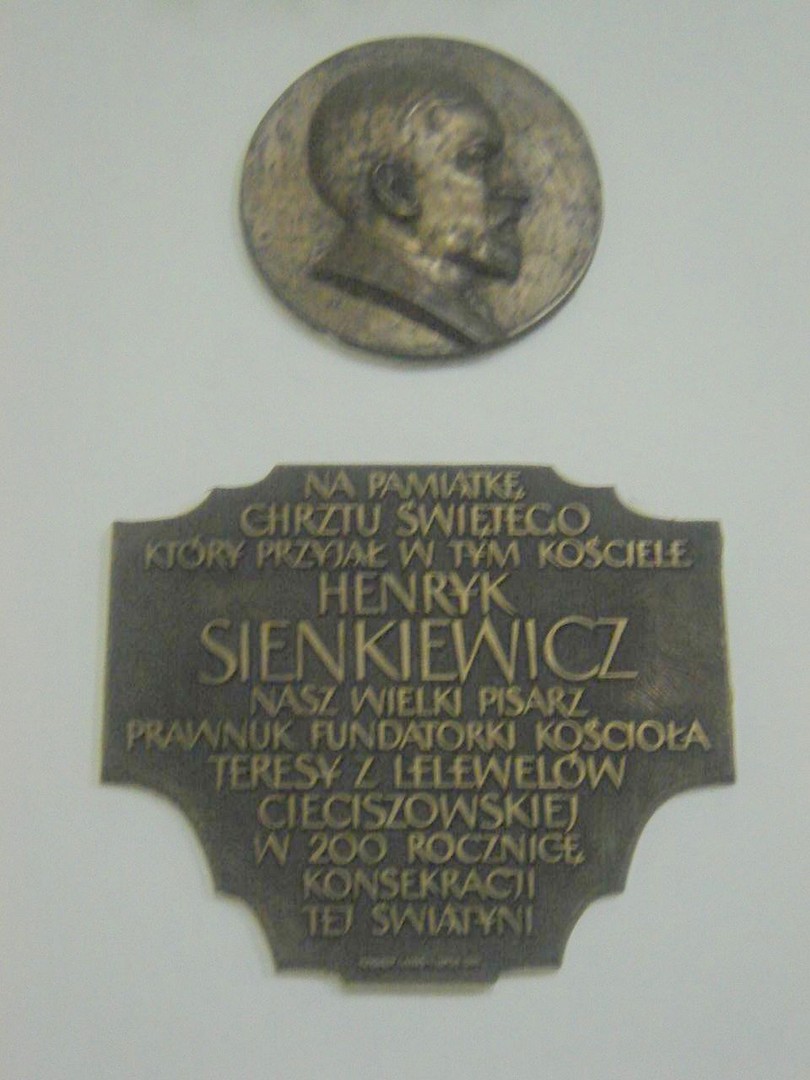 NA PAMIĄTKĘ
CHRZTU ŚWIĘTEGO
KTÓRY PRZYJĄŁ W TYM KOŚCIELE
HENRYK
SIENKIEWICZ
NASZ WIELKI PISARZ
PRAWNUK FUNDATORKI KOŚCIOŁA
TERESY Z LELEWELÓW
CIECISZOWSKIEJ
W 200 ROCZNICĘ
KONSEKRACJI
TEJ ŚWIĄTYNI